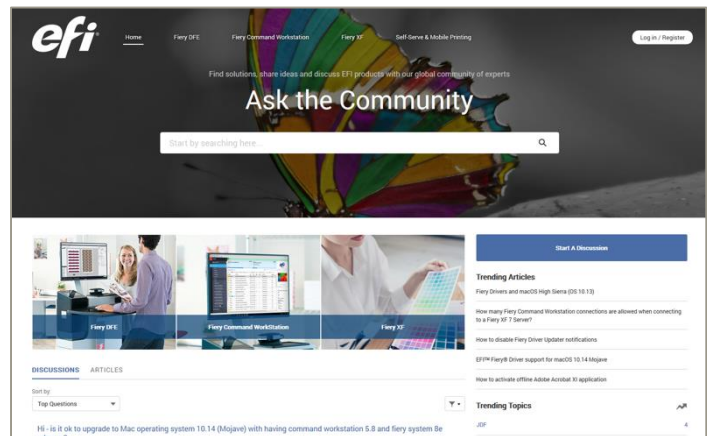 efi
Home
Fiery DFE
Fiery Command Workstation
Fiery XF
Self-Serve & Mobile Printing
Log in / Register
Find solutions, share ideas and discuss EFI products with our global community of experts
Ask the Community
Start by searching here...
Fiery DFE
Fiery Command WorkStation
Fiery XF
DISCUSSIONS
ARTICLES
Sort by
Top Questions
Hi - is it ok to upgrade to Mac operating system 10.14 (Mojave) with having command workstation 5.8 and fiery system 8e
Start A Discussion
Trending Articles
Fiery Drivers and macOS High Sierra (OS 10.13)
How many Fiery Command Workstation connections are allowed when connecting
to a Fiery XF 7 Server?
How to disable Fiery Driver Updater notifications
EFI™ Fiery® Driver support for macOS 10.14 Mojave
How to activate offline Adobe Acrobat XI application
Trending Topics
JDF
4